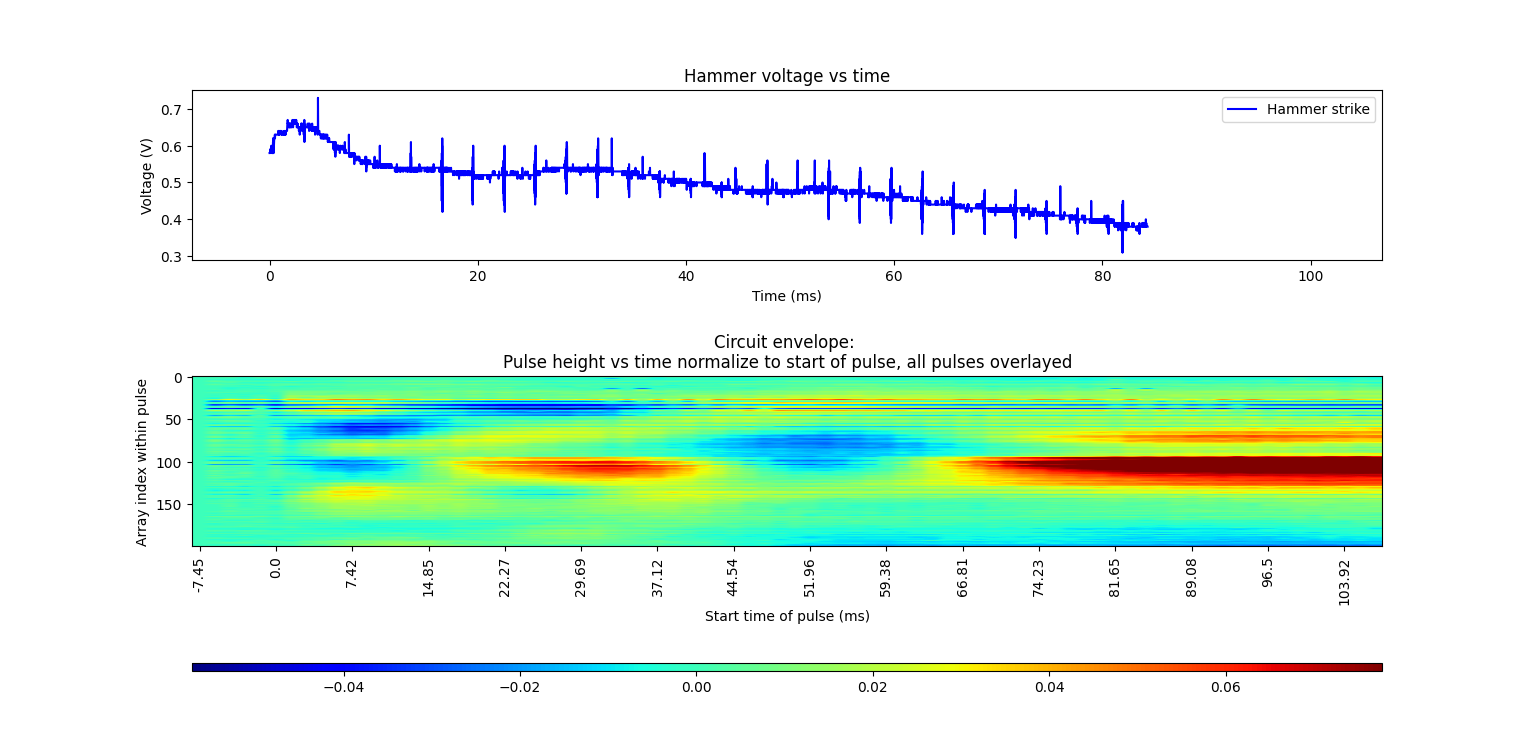 Hammer voltage vs time
Hammer strike
Voltage (V)
0.7
0.6
0.5
0.4
0.3
0 20 40 60 80 100
Time (ms)
Circuit envelope:
Pulse height vs time normalize to start of pulse, all pulses overlayed
Array index within pulse
0
50
100
150
-7.45 0.0 7.42 14.85 22.27 29.69 37.12 44.54 51.96 59.38 66.81 74.23 81.65 89.08 96.5 103.92
Start time of pulse (ms)
−0.04 −0.02 0.00 0.02 0.04 0.06